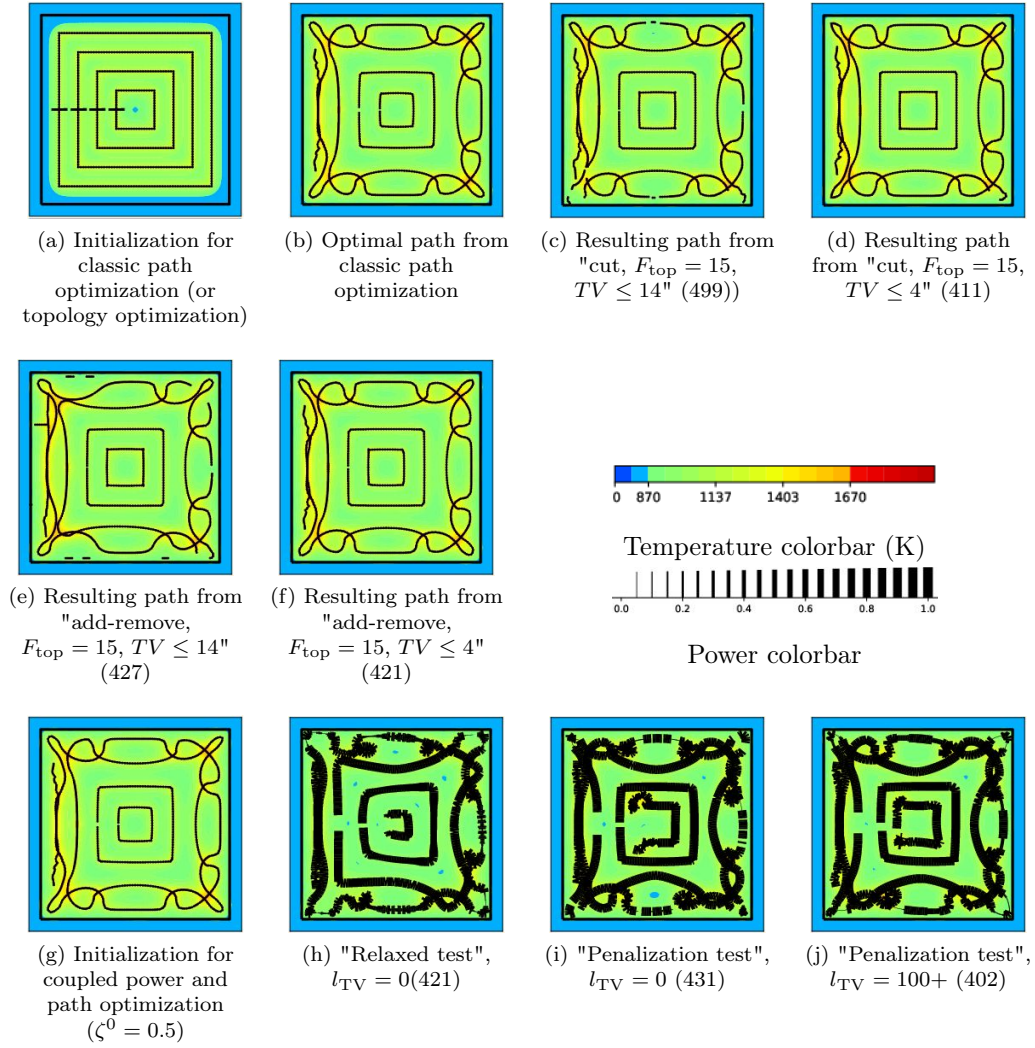 (a) Initialization for
classic path
optimization (or
topology optimization)
(b) Optimal path from
classic path
optimization
(c) Resulting path from
"cut, F_top = 15,
TV ≤ 14" (499))
(d) Resulting path
from "cut, F_top = 15,
TV ≤ 4" (411)
(e) Resulting path from
"add-remove,
F_top = 15, TV ≤ 14"
(427)
(f) Resulting path from
"add-remove,
F_top = 15, TV ≤ 4"
(421)
0 870 1137 1403 1670
Temperature colorbar (K)
0.0 0.2 0.4 0.6 0.8 1.0
Power colorbar
(g) Initialization for
coupled power and
path optimization
(ζ⁰ = 0.5)
(h) "Relaxed test",
l_TV = 0(421)
(i) "Penalization test",
l_TV = 0 (431)
(j) "Penalization test",
l_TV = 100+ (402)